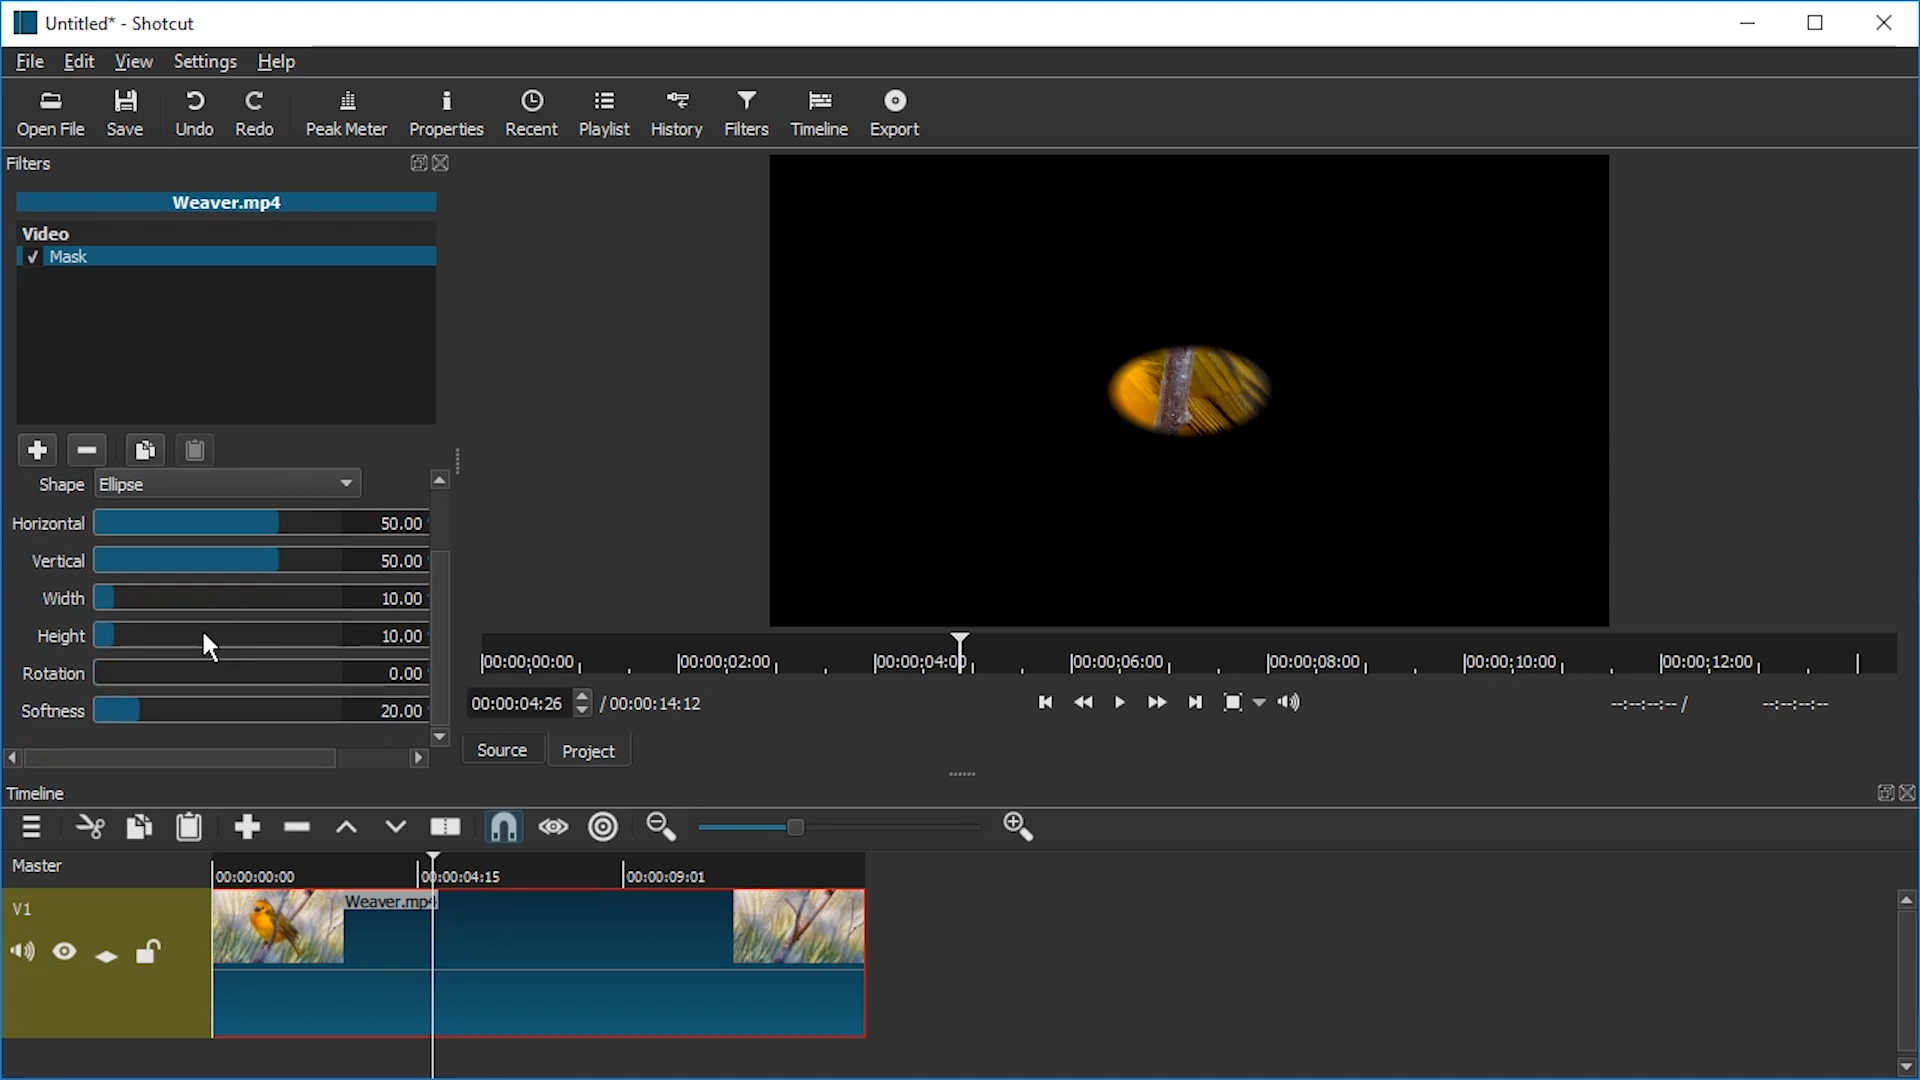 Untitled* - Shotcut
File Edit View Settings Help
Open File Save Undo Redo Peak Meter Properties Recent Playlist History Filters Timeline Export
Filters
Weaver.mp4
Video
✓ Mask
Shape Ellipse
Horizontal 50.00
Vertical 50.00
Width 10.00
Height 10.00
Rotation 0.00
Softness 20.00
00:00:00:00 00:00:02:00 00:00:04:00 00:00:06:00 00:00:08:00 00:00:10:00 00:00:12:00
00:00:04:26 / 00:00:14:12 --:--:--:-- / --:--:--:--
Source Project
Timeline
Master
00:00:00:00 00:00:04:15 00:00:09:01
V1
Weaver.mp4